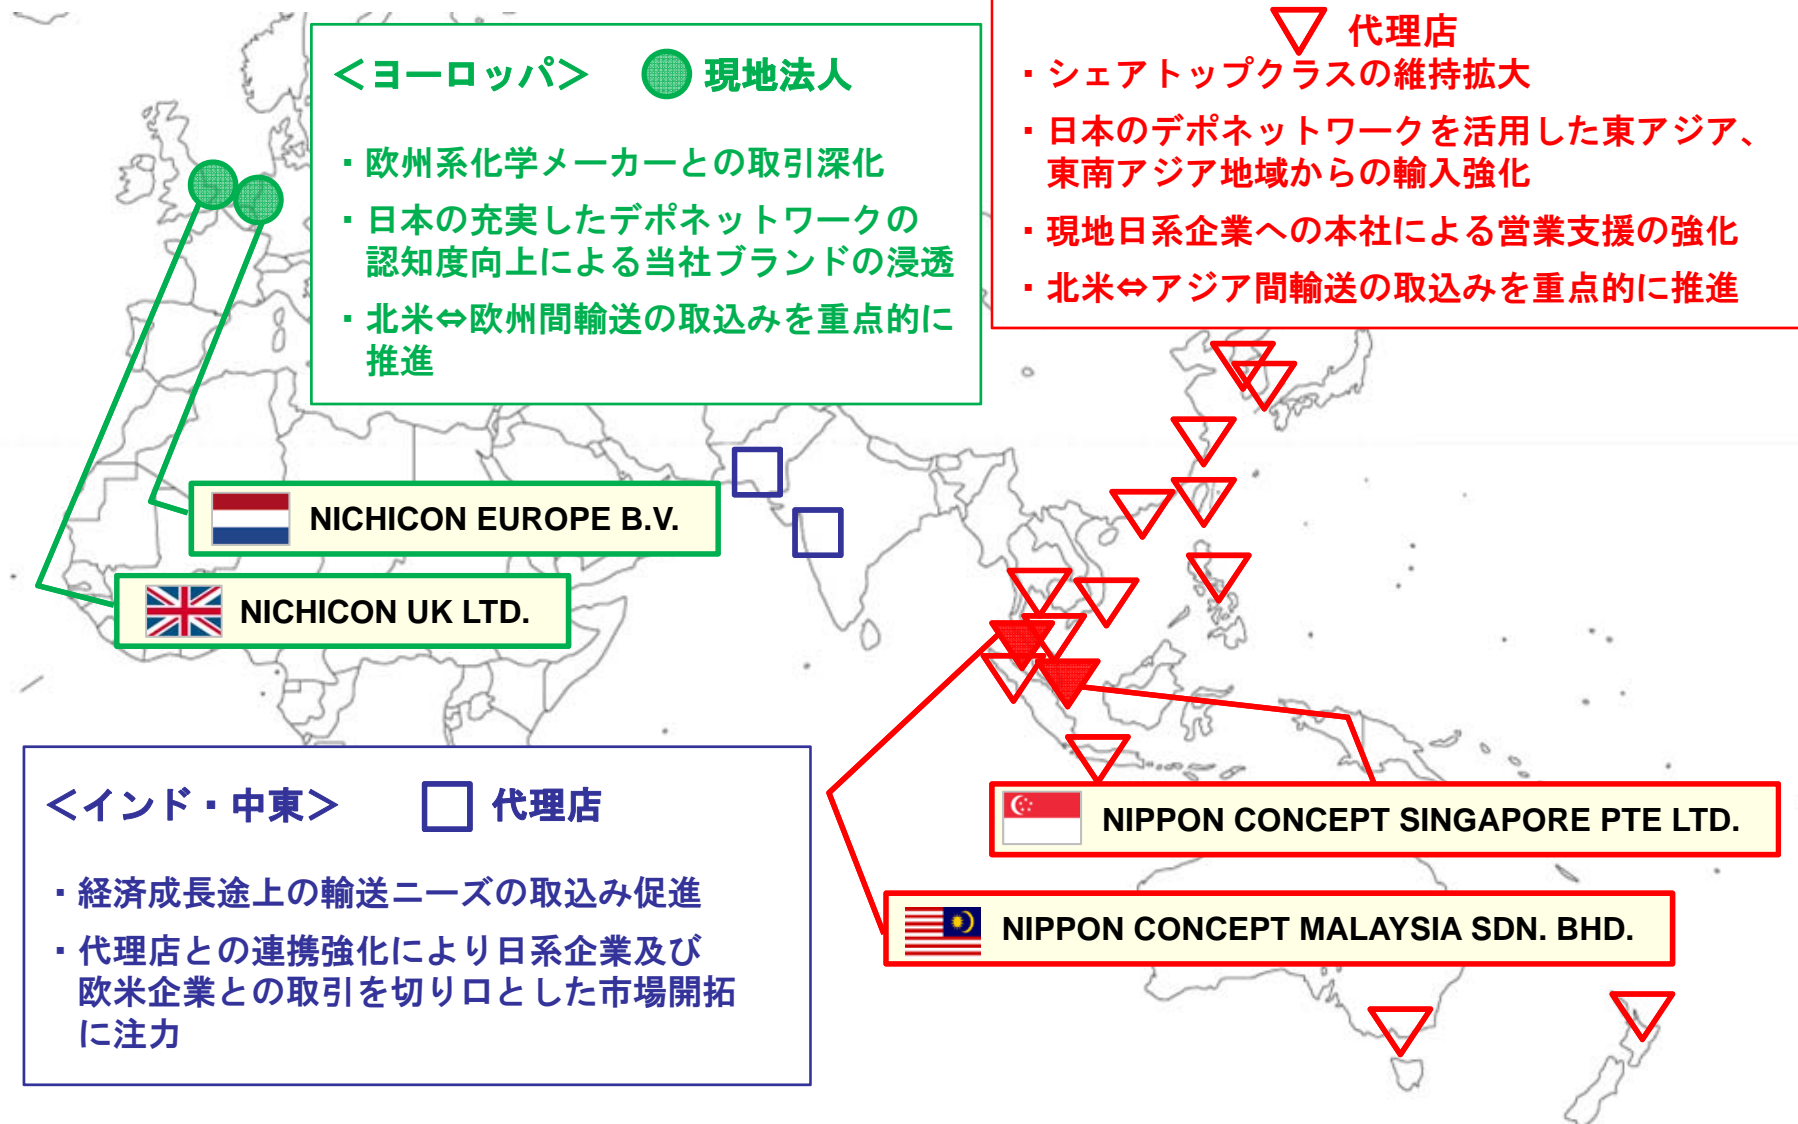 ＜ヨーロッパ＞ 現地法人
・欧州系化学メーカーとの取引深化
・日本の充実したデポネットワークの
認知度向上による当社ブランドの浸透
・北米⇔欧州間輸送の取込みを重点的に
推進
代理店
・シェアトップクラスの維持拡大
・日本のデポネットワークを活用した東アジア、
東南アジア地域からの輸入強化
・現地日系企業への本社による営業支援の強化
・北米⇔アジア間輸送の取込みを重点的に推進
NICHICON EUROPE B.V.
NICHICON UK LTD.
＜インド・中東＞ 代理店
・経済成長途上の輸送ニーズの取込み促進
・代理店との連携強化により日系企業及び
欧米企業との取引を切り口とした市場開拓
に注力
NIPPON CONCEPT SINGAPORE PTE LTD.
NIPPON CONCEPT MALAYSIA SDN. BHD.